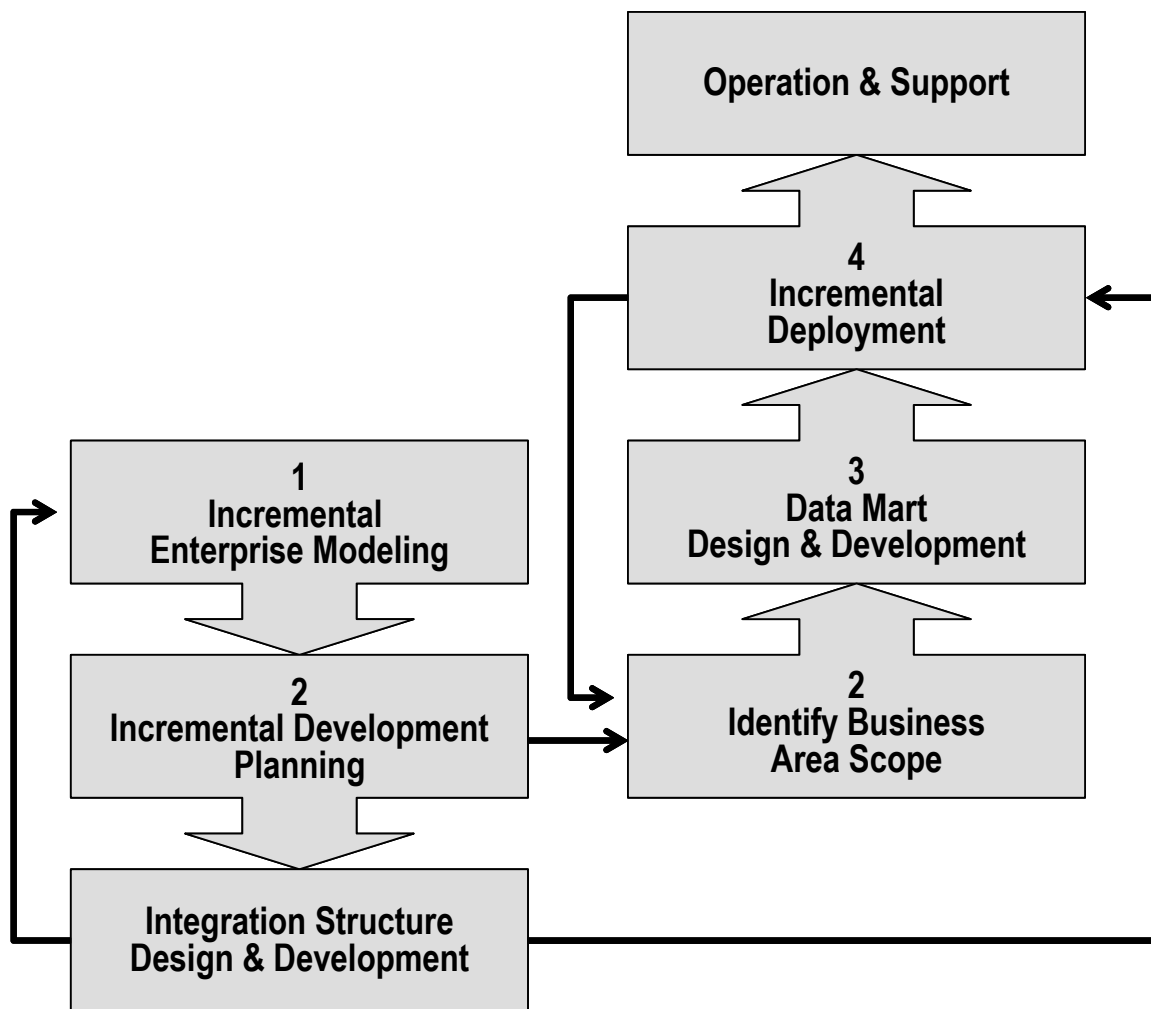 Operation & Support
4
Incremental
Deployment
1
Incremental
Enterprise Modeling
3
Data Mart
Design & Development
2
Incremental Development
Planning
2
Identify Business
Area Scope
Integration Structure
Design & Development